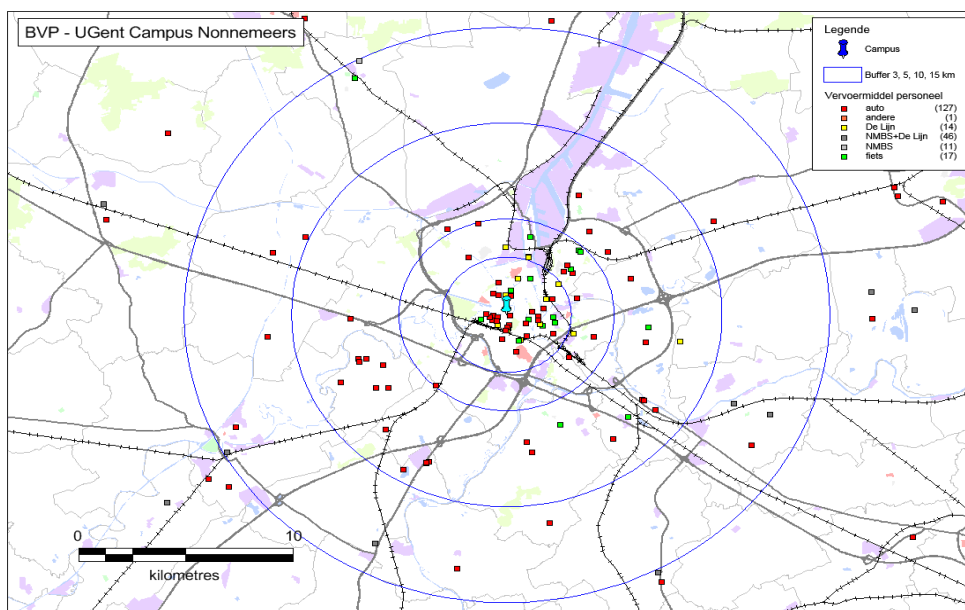 BVP - UGent Campus Nonnemeers
Legende
Campus
Buffer 3, 5, 10, 15 km
Vervoermiddel personeel
auto (127)
andere (1)
De Lijn (14)
NMBS+De Lijn (46)
NMBS (11)
fiets (17)
0 10
kilometres